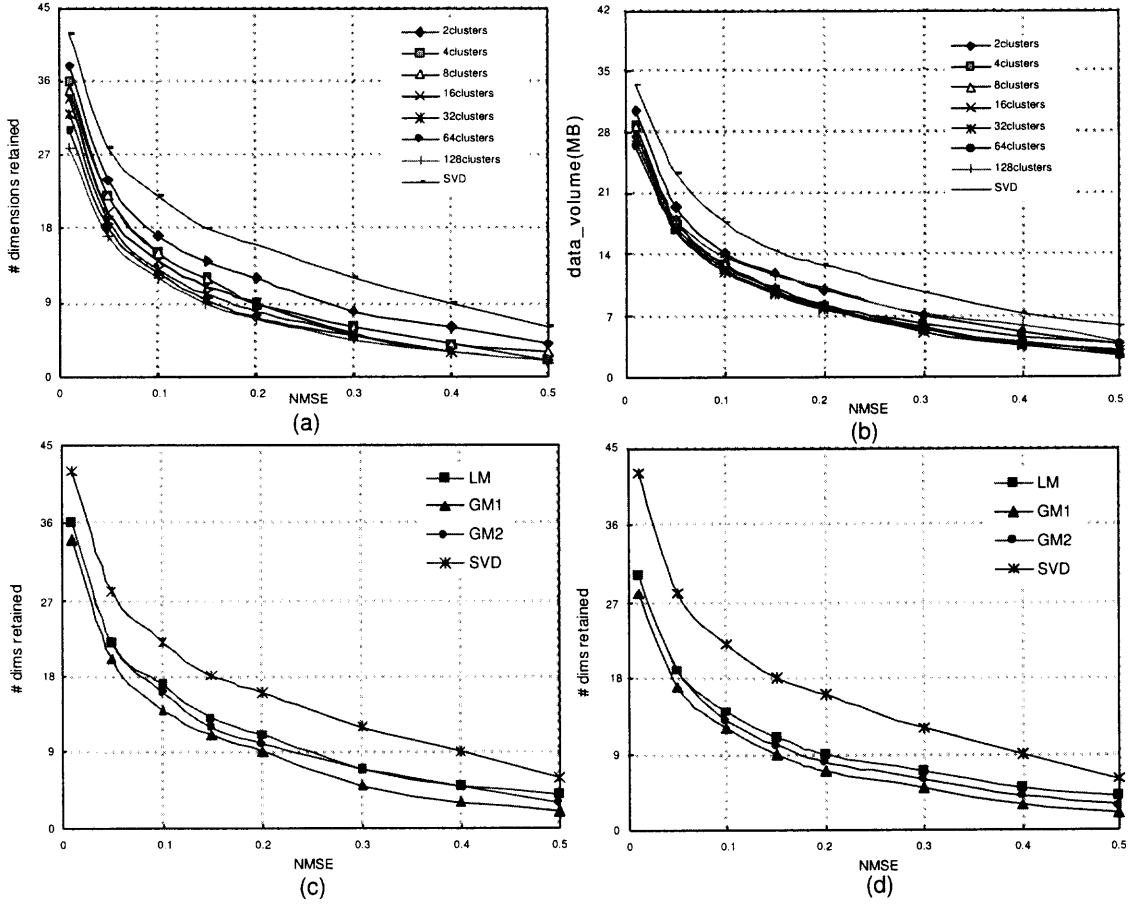 45
36
27
18
9
0
# dimensions retained
2clusters
4clusters
8clusters
16clusters
32clusters
64clusters
128clusters
SVD
0 0.1 0.2 0.3 0.4 0.5
NMSE
(a)
42
35
28
21
14
7
0
data_volume(MB)
2clusters
4clusters
8clusters
16clusters
32clusters
64clusters
128clusters
SVD
0 0.1 0.2 0.3 0.4 0.5
NMSE
(b)
45
36
27
18
9
0
# dims retained
LM
GM1
GM2
SVD
0 0.1 0.2 0.3 0.4 0.5
NMSE
(c)
45
36
27
18
9
0
# dims retained
LM
GM1
GM2
SVD
0 0.1 0.2 0.3 0.4 0.5
NMSE
(d)